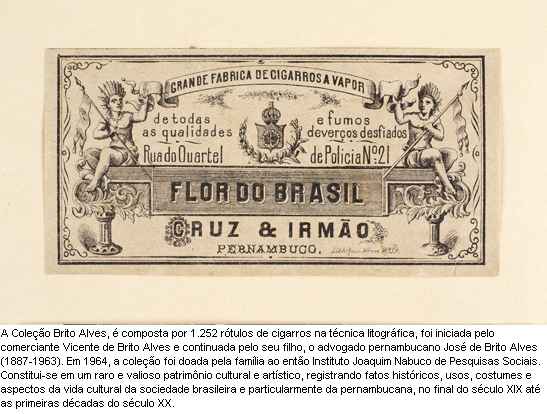 GRANDE FABRICA DE CIGARROS A VAPOR
de todas e fumos
as qualidades deverços desfiados
Rua do Quartel de Policia Nº 21
FLOR DO BRASIL
CRUZ & IRMÃO
PERNAMBUCO.
A Coleção Brito Alves, é composta por 1.252 rótulos de cigarros na técnica litográfica, foi iniciada pelo
comerciante Vicente de Brito Alves e continuada pelo seu filho, o advogado pernambucano José de Brito Alves
(1887-1963). Em 1964, a coleção foi doada pela família ao então Instituto Joaquim Nabuco de Pesquisas Sociais.
Constitui-se em um raro e valioso patrimônio cultural e artístico, registrando fatos históricos, usos, costumes e
aspectos da vida cultural da sociedade brasileira e particularmente da pernambucana, no final do século XIX até
as primeiras décadas do século XX.